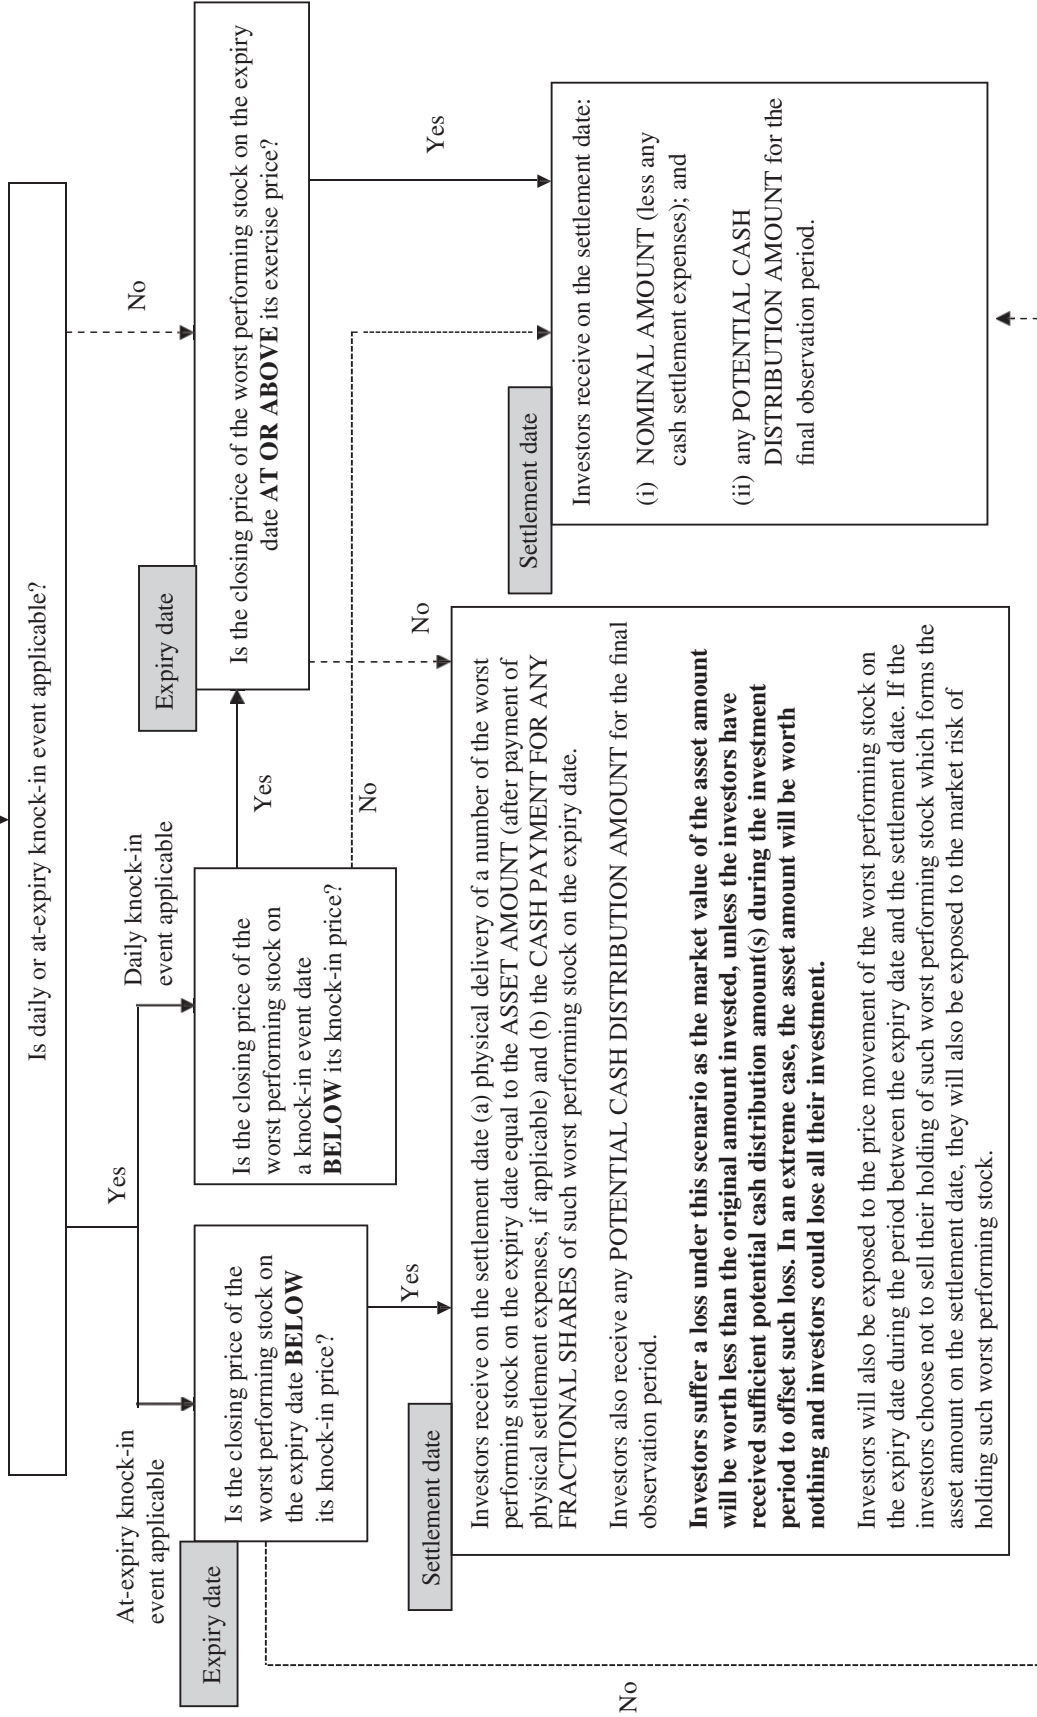 Is daily or at-expiry knock-in event applicable?
Yes
No
At-expiry knock-in
event applicable
Daily knock-in
event applicable
Expiry date
Is the closing price of the
worst performing stock on
the expiry date BELOW
its knock-in price?
Is the closing price of the
worst performing stock on
a knock-in event date
BELOW its knock-in price?
Yes
No
Expiry date
Is the closing price of the worst performing stock on the expiry
date AT OR ABOVE its exercise price?
Yes
No
Yes
No
Settlement date
Investors receive on the settlement date (a) physical delivery of a number of the worst
performing stock on the expiry date equal to the ASSET AMOUNT (after payment of
physical settlement expenses, if applicable) and (b) the CASH PAYMENT FOR ANY
FRACTIONAL SHARES of such worst performing stock on the expiry date.
Investors also receive any POTENTIAL CASH DISTRIBUTION AMOUNT for the final
observation period.
Investors suffer a loss under this scenario as the market value of the asset amount
will be worth less than the original amount invested, unless the investors have
received sufficient potential cash distribution amount(s) during the investment
period to offset such loss. In an extreme case, the asset amount will be worth
nothing and investors could lose all their investment.
Investors will also be exposed to the price movement of the worst performing stock on
the expiry date during the period between the expiry date and the settlement date. If the
investors choose not to sell their holding of such worst performing stock which forms the
asset amount on the settlement date, they will also be exposed to the market risk of
holding such worst performing stock.
Settlement date
Investors receive on the settlement date:
(i) NOMINAL AMOUNT (less any
cash settlement expenses); and
(ii) any POTENTIAL CASH
DISTRIBUTION AMOUNT for the
final observation period.